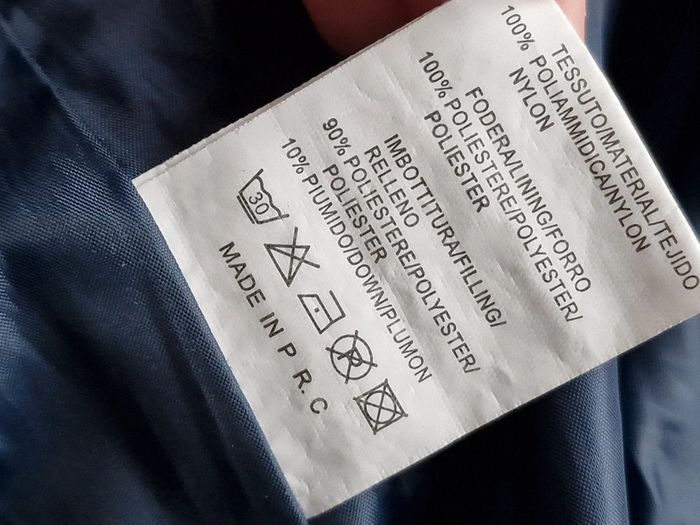 TESSUTO/MATERIAL/TEJIDO
100% POLIAMMIDICA/NYLON
NYLON
FODERA/LINING/FORRO
100% POLIESTERE/POLYESTER/
POLIESTER
IMBOTTITURA/FILLING/
RELLENO
90% POLIESTERE/POLYESTER/
POLIESTER
10% PIUMIDO/DOWN/PLUMON
30
P
MADE IN P R.C